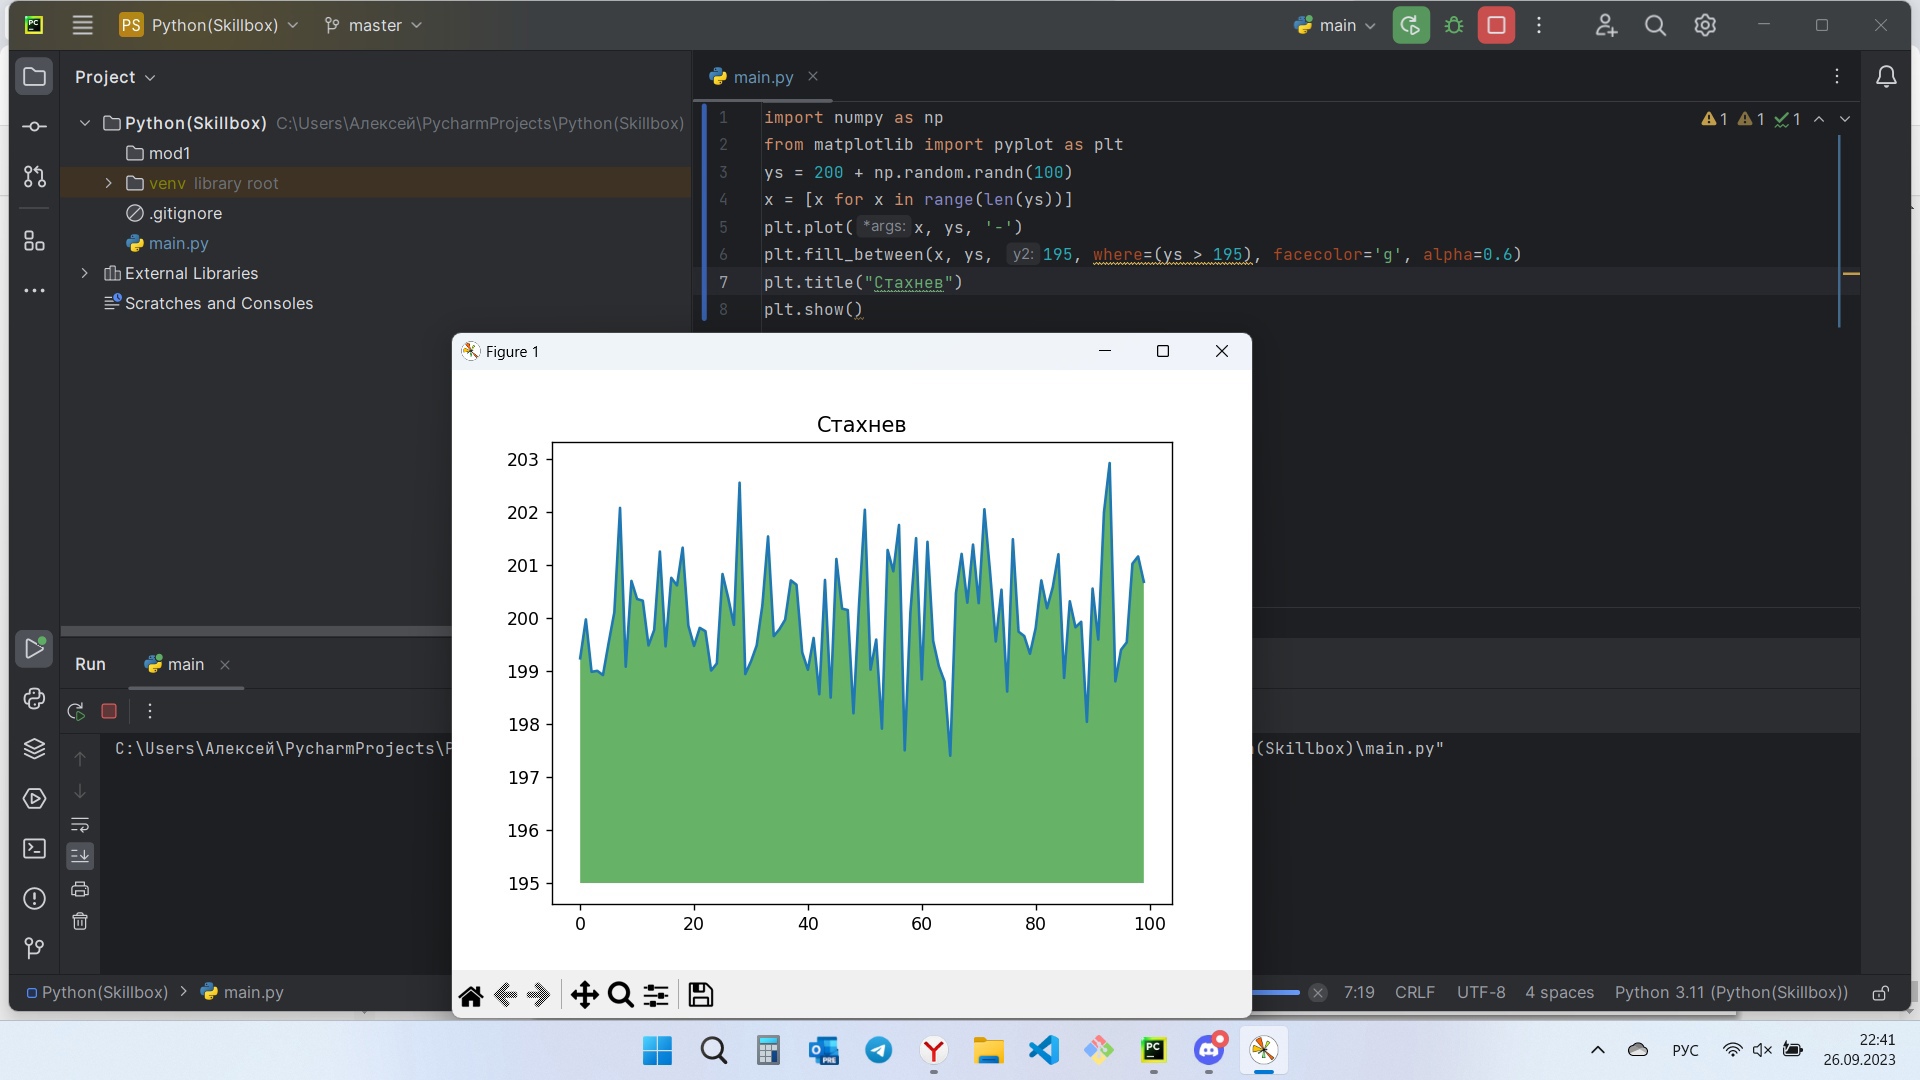 PS Python(Skillbox) master main
Project
Python(Skillbox) C:\Users\Алексей\PycharmProjects\Python(Skillbox)
mod1
venv library root
.gitignore
main.py
External Libraries
Scratches and Consoles
main.py
1 import numpy as np
2 from matplotlib import pyplot as plt
3 ys = 200 + np.random.randn(100)
4 x = [x for x in range(len(ys))]
5 plt.plot( *args: x, ys, '-')
6 plt.fill_between(x, ys, y2: 195, where=(ys > 195), facecolor='g', alpha=0.6)
7 plt.title("Стахнев")
8 plt.show()
1 1 1
Figure 1
Стахнев
203
202
201
200
199
198
197
196
195
0 20 40 60 80 100
Run main
C:\Users\Алексей\PycharmProjects\P
(Skillbox)\main.py"
Python(Skillbox) > main.py
7:19 CRLF UTF-8 4 spaces Python 3.11 (Python(Skillbox))
РУС
22:41
26.09.2023